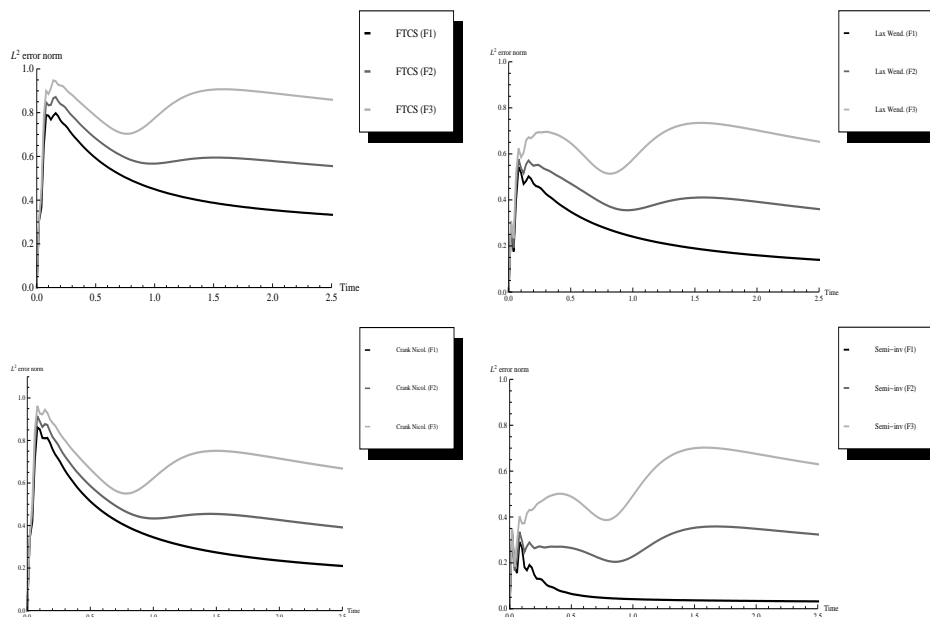 FTCS (F1)
FTCS (F2)
FTCS (F3)
L² error norm
1.0
0.8
0.6
0.4
0.2
0.0
0.0 0.5 1.0 1.5 2.0 2.5
Time
Lax Wend. (F1)
Lax Wend. (F2)
Lax Wend. (F3)
L² error norm
1.0
0.8
0.6
0.4
0.2
0.0
0.0 0.5 1.0 1.5 2.0 2.5
Time
Crank Nicol. (F1)
Crank Nicol. (F2)
Crank Nicol. (F3)
L² error norm
1.0
0.8
0.6
0.4
0.2
0.0
0.0 0.5 1.0 1.5 2.0 2.5
Time
Semi-inv (F1)
Semi-inv (F2)
Semi-inv (F3)
L² error norm
1.0
0.8
0.6
0.4
0.2
0.0
0.0 0.5 1.0 1.5 2.0 2.5
Time